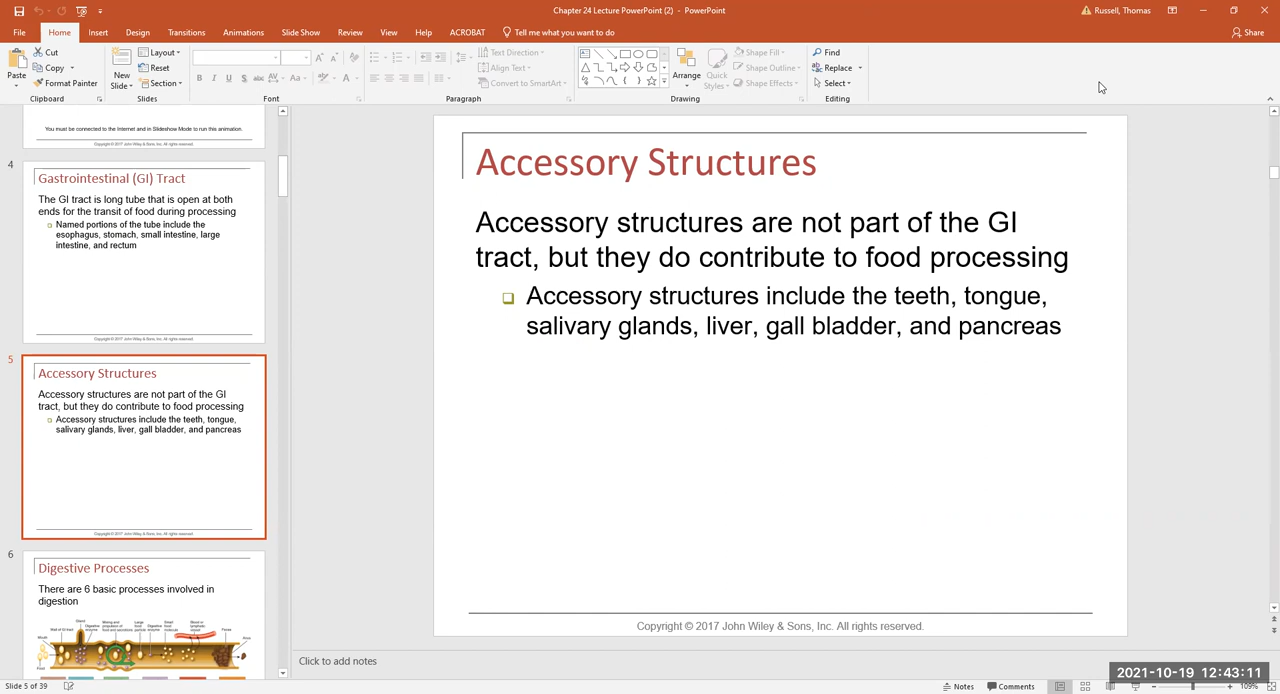 Chapter 24 Lecture PowerPoint (2) - PowerPoint
Russell, Thomas
File Home Insert Design Transitions Animations Slide Show Review View Help ACROBAT Tell me what you want to do
Share
Paste
Cut
Copy
Format Painter
Clipboard
New
Slide
Layout
Reset
Section
Slides
Font
Text Direction
Align Text
Convert to SmartArt
Paragraph
Arrange
Quick
Styles
Shape Fill
Shape Outline
Shape Effects
Drawing
Find
Replace
Select
Editing
You must be connected to the Internet and in Slideshow Mode to run this animation.
Copyright © 2017 John Wiley & Sons, Inc. All rights reserved.
4
Gastrointestinal (GI) Tract
The GI tract is long tube that is open at both
ends for the transit of food during processing
Named portions of the tube include the
esophagus, stomach, small intestine, large
intestine, and rectum
Copyright © 2017 John Wiley & Sons, Inc. All rights reserved.
5
Accessory Structures
Accessory structures are not part of the GI
tract, but they do contribute to food processing
Accessory structures include the teeth, tongue,
salivary glands, liver, gall bladder, and pancreas
Copyright © 2017 John Wiley & Sons, Inc. All rights reserved.
6
Digestive Processes
There are 6 basic processes involved in
digestion
Accessory Structures
Accessory structures are not part of the GI
tract, but they do contribute to food processing
Accessory structures include the teeth, tongue,
salivary glands, liver, gall bladder, and pancreas
Copyright © 2017 John Wiley & Sons, Inc. All rights reserved.
Click to add notes
Slide 5 of 39
Notes
Comments
109%
2021-10-19 12:43:11